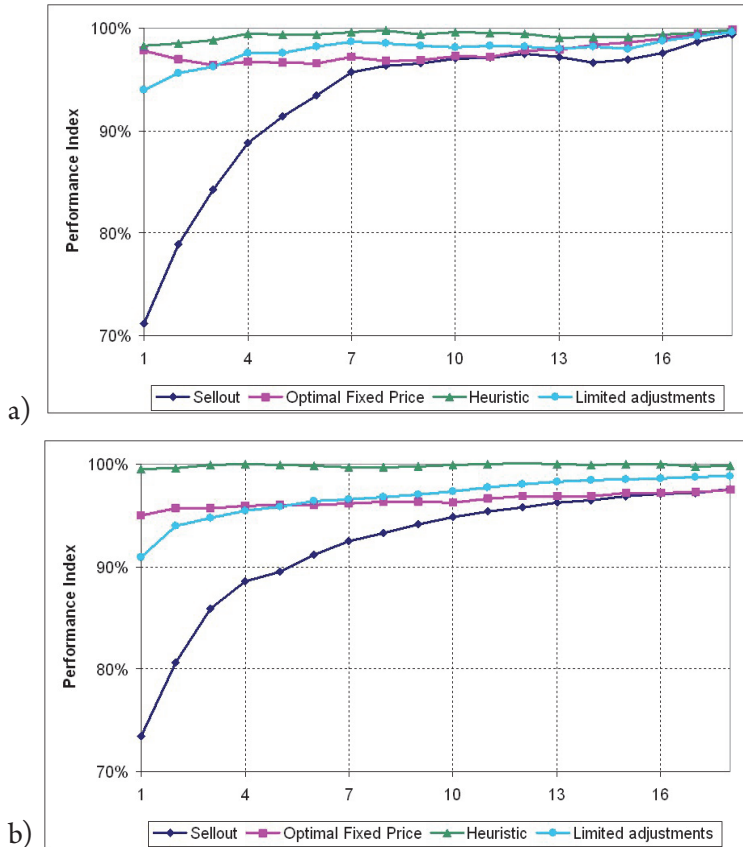 100%
90%
80%
70%
Performance Index
1 4 7 10 13 16
Sellout Optimal Fixed Price Heuristic Limited adjustments
a)
100%
90%
80%
70%
Performance Index
1 4 7 10 13 16
Sellout Optimal Fixed Price Heuristic Limited adjustments
b)